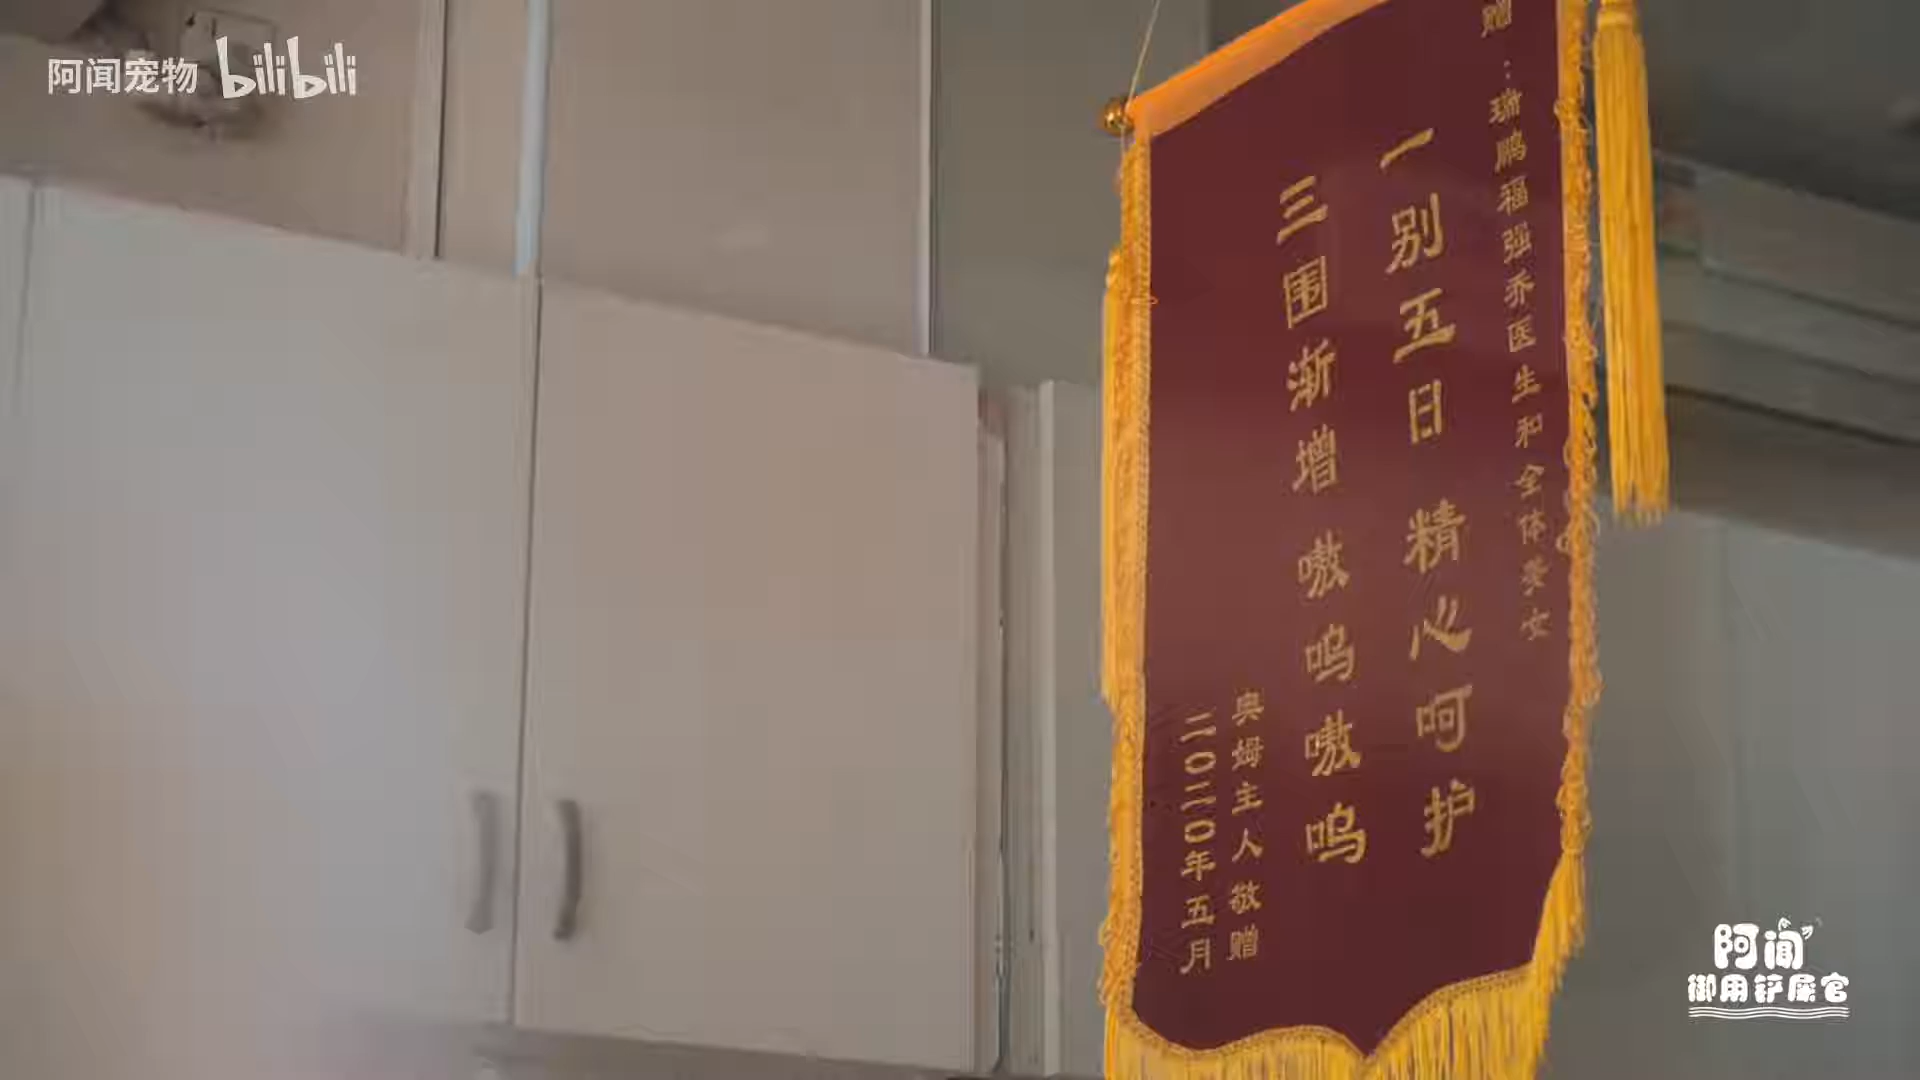 阿闻宠物 bilibili
赠：瑞鹏福强乔医生和全体美女
一别五日 精心呵护
三围渐增 嗷呜嗷呜
奥姆主人敬赠
二〇二〇年五月
阿闻
御用铲屎官